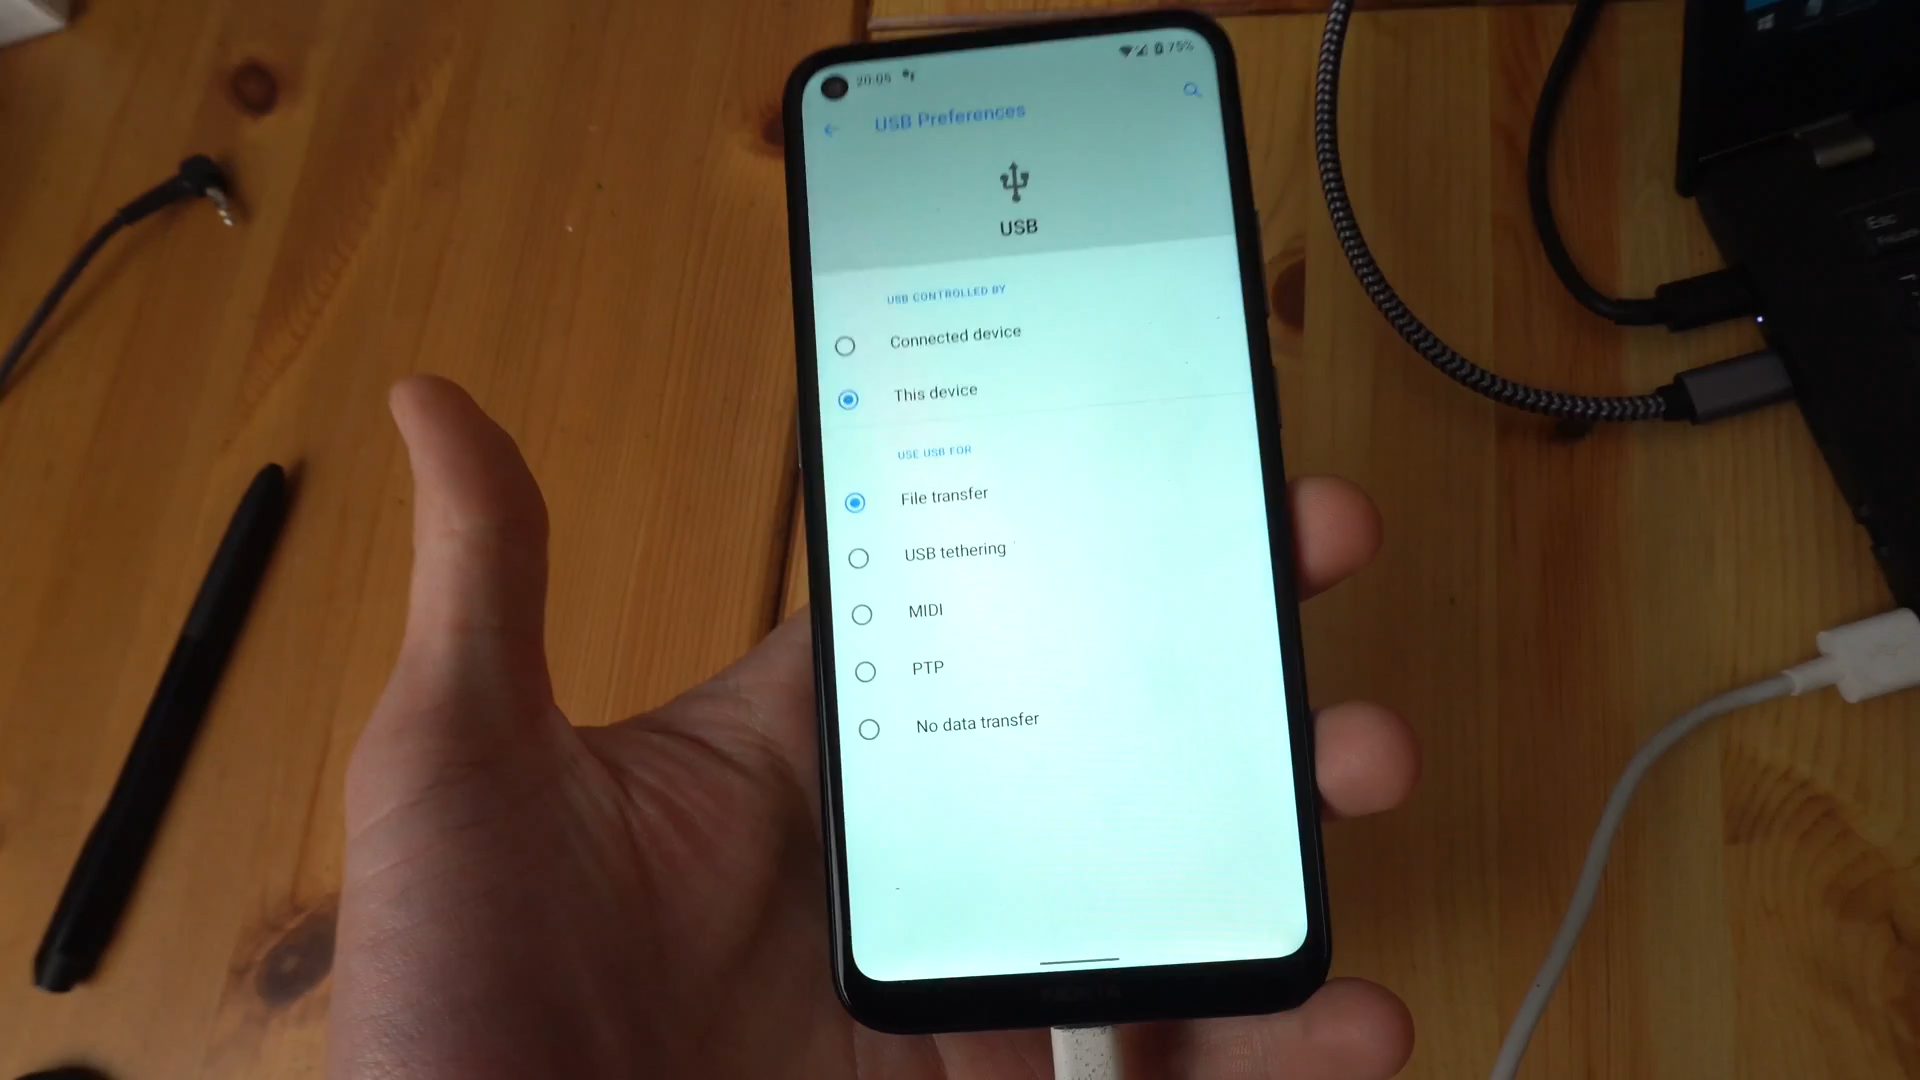 20:05
75%
USB Preferences
USB
USB CONTROLLED BY
Connected device
This device
USE USB FOR
File transfer
USB tethering
MIDI
PTP
No data transfer
Esc